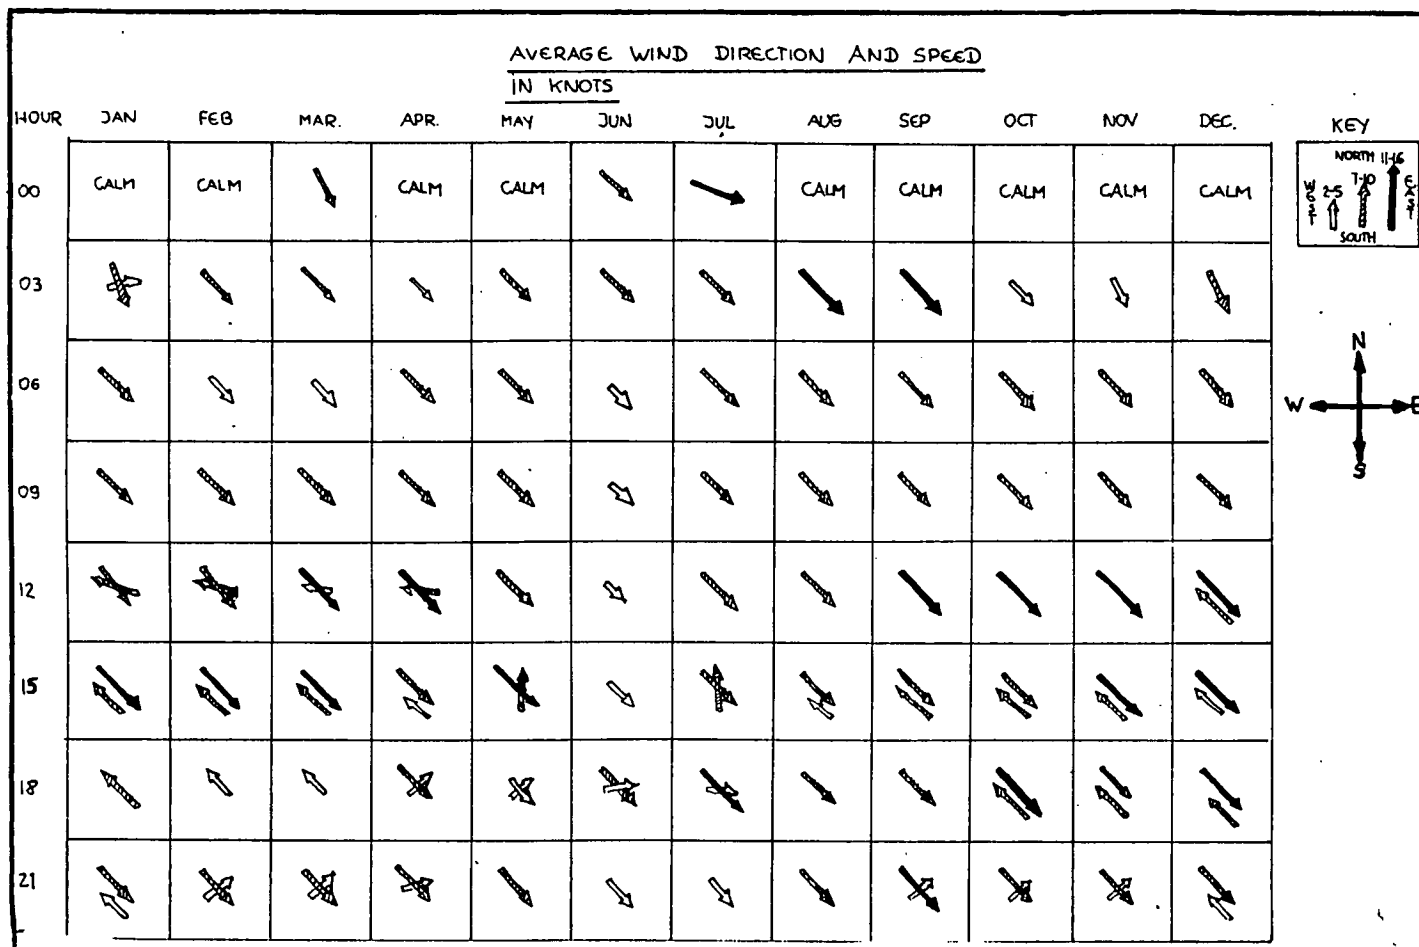 AVERAGE WIND DIRECTION AND SPEED
IN KNOTS
HOUR JAN FEB MAR. APR. MAY JUN JUL AUG SEP OCT NOV DEC. KEY
00 CALM CALM CALM CALM CALM CALM CALM CALM CALM
NORTH 11-16
7-10
WEST 2-5 EAST
SOUTH
03
N
06
W E
S
09
12
15
18
21